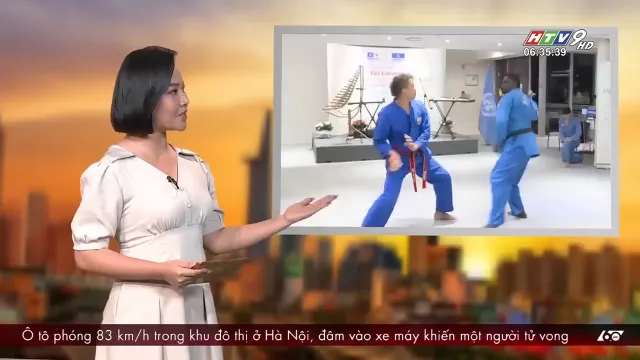 HTV9 HD
06:35:39
Ô tô phóng 83 km/h trong khu đô thị ở Hà Nội, đâm vào xe máy khiến một người tử vong